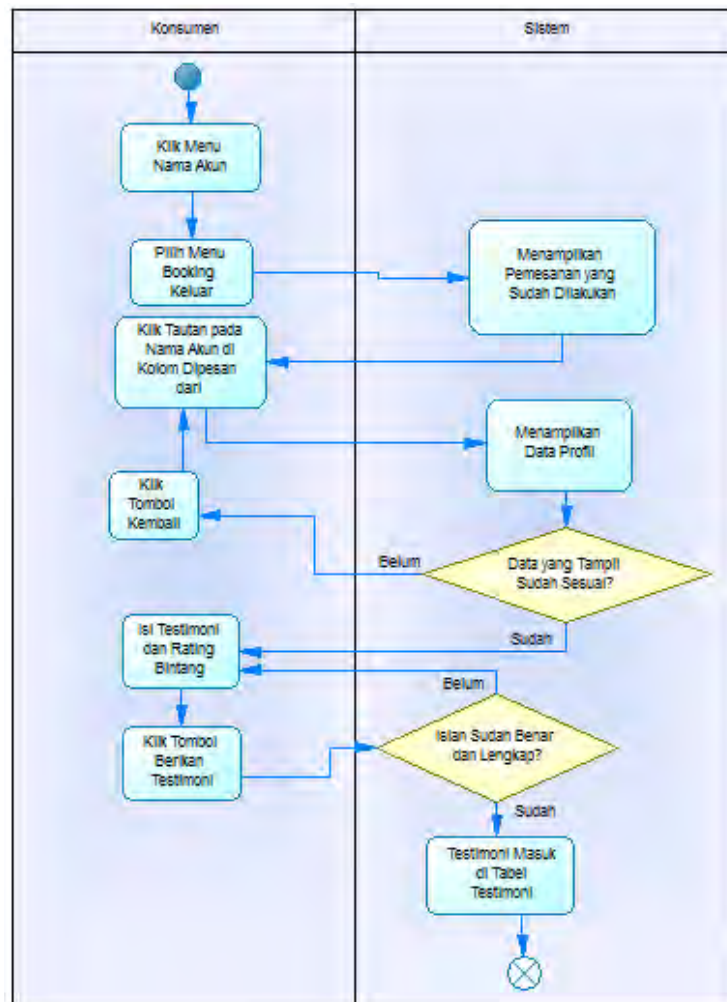 Konsumen
Sistem
Klik Menu
Nama Akun
Pilih Menu
Booking
Keluar
Menampilkan
Pemesanan yang
Sudah Dilakukan
Klik Tautan pada
Nama Akun di
Kolom Dipesan
dari
Menampilkan
Data Profil
Klik
Tombol
Kembali
Belum
Data yang Tampil
Sudah Sesuai?
Sudah
Isi Testimoni
dan Rating
Bintang
Belum
Klik Tombol
Berikan
Testimoni
Isian Sudah Benar
dan Lengkap?
Sudah
Testimoni Masuk
di Tabel
Testimoni